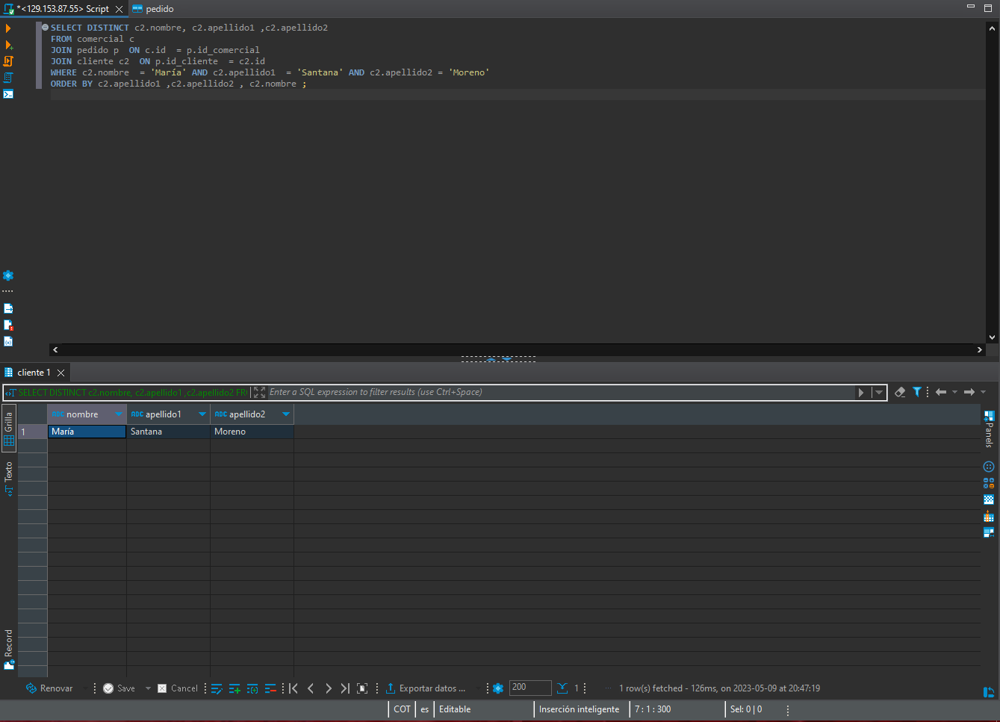 *<129.153.87.55> Script
pedido
SELECT DISTINCT c2.nombre, c2.apellido1 ,c2.apellido2
FROM comercial c
JOIN pedido p  ON c.id  = p.id_comercial
JOIN cliente c2  ON p.id_cliente  = c2.id
WHERE c2.nombre  = 'María' AND c2.apellido1  = 'Santana' AND c2.apellido2 = 'Moreno'
ORDER BY c2.apellido1 ,c2.apellido2 , c2.nombre ;
cliente 1
SELECT DISTINCT c2.nombre, c2.apellido1 ,c2.apellido2 FR
Enter a SQL expression to filter results (use Ctrl+Space)
Grilla
Texto
Record
ABC nombre
ABC apellido1
ABC apellido2
1
María
Santana
Moreno
Panels
Renovar
Save
Cancel
Exportar datos ...
200
1
1 row(s) fetched - 126ms, on 2023-05-09 at 20:47:19
COT
es
Editable
Inserción inteligente
7 : 1 : 300
Sel: 0 | 0